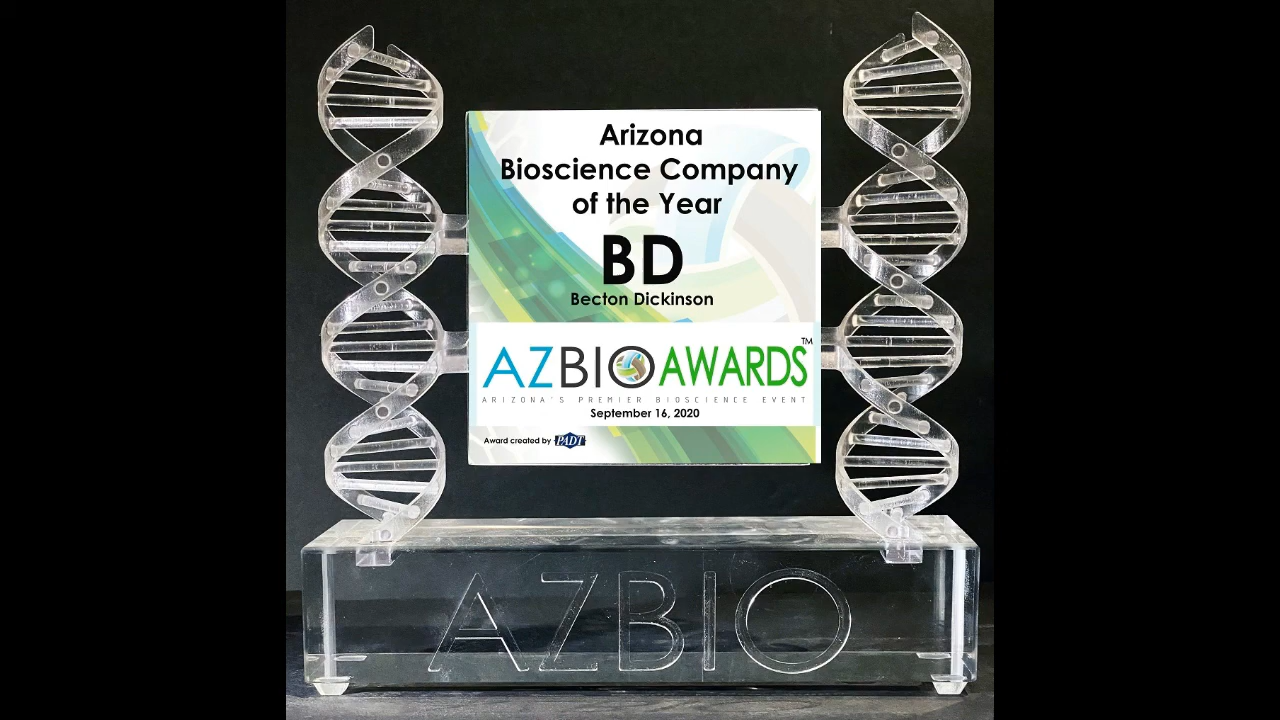 Arizona
Bioscience Company
of the Year
BD
Becton Dickinson
AZBIO AWARDS™
ARIZONA'S PREMIER BIOSCIENCE EVENT
September 16, 2020
Award created by PADT
AZBIO